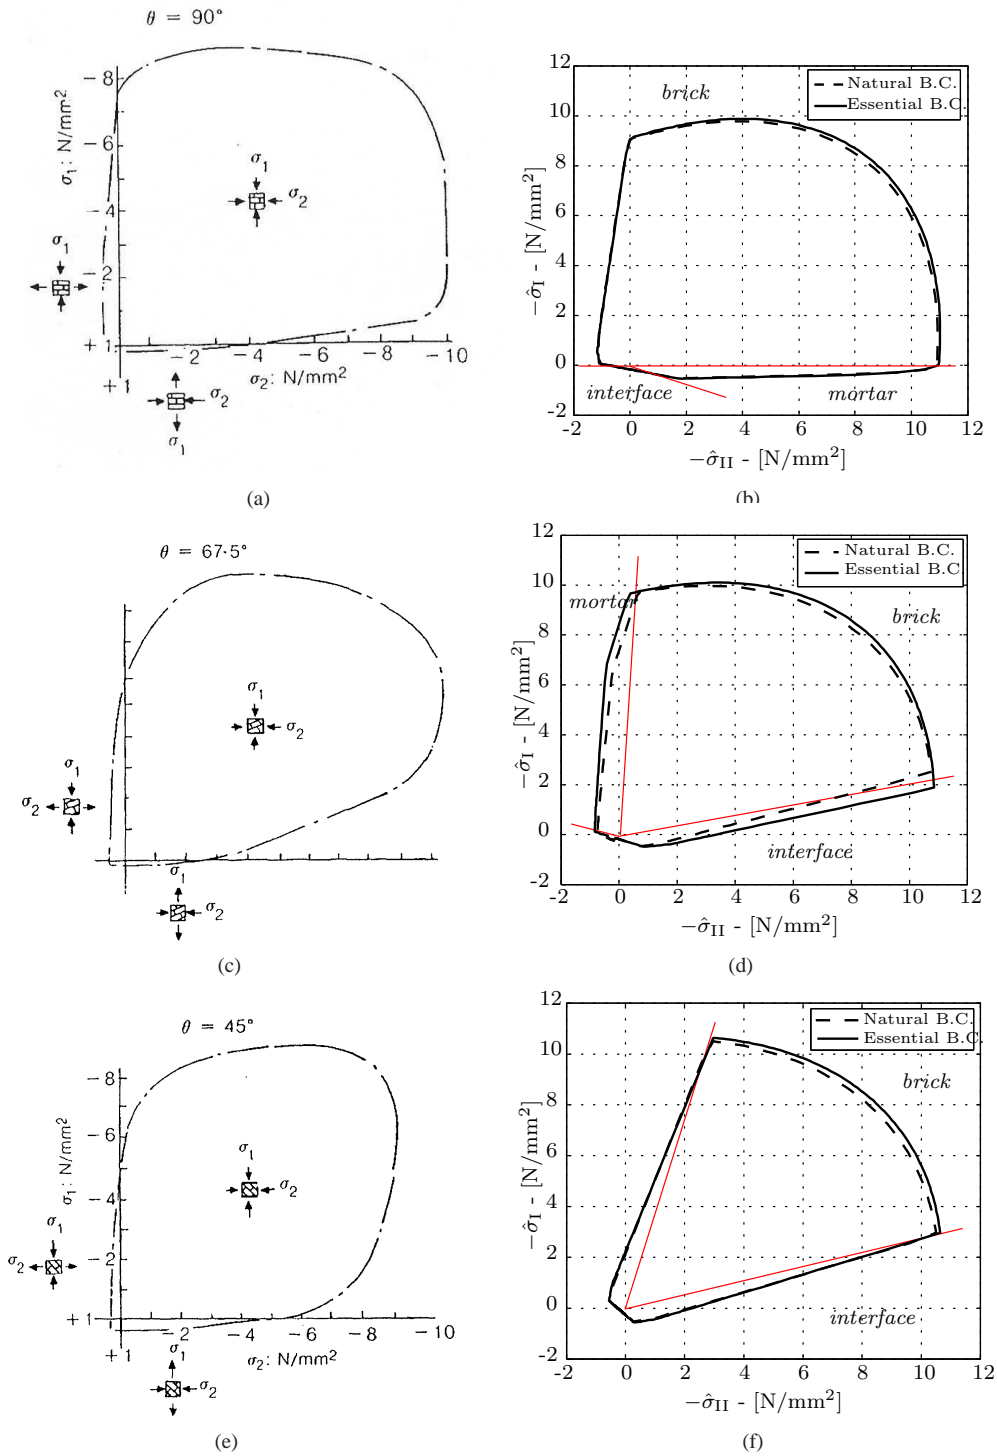 θ = 90°
σ1: N/mm2
−8
−6
−4
−2
+1
+1
−2
−4
−6
−8
−10
σ2: N/mm2
σ1
σ2
σ1
σ2
σ1
(a)
12
10
8
6
4
2
0
-2
-2
0
2
4
6
8
10
12
−σ̂I - [N/mm2]
−σ̂II - [N/mm2]
Natural B.C.
Essential B.C.
brick
interface
mortar
(b)
θ = 67·5°
σ1
σ2
σ1
σ2
σ1
σ2
(c)
12
10
8
6
4
2
0
-2
-2
0
2
4
6
8
10
12
−σ̂I - [N/mm2]
−σ̂II - [N/mm2]
Natural B.C.
Essential B.C.
mortar
brick
interface
(d)
θ = 45°
σ1: N/mm2
−8
−6
−4
−2
+1
+1
−2
−4
−6
−8
−10
σ2: N/mm2
σ1
σ2
σ1
σ2
σ1
σ2
(e)
12
10
8
6
4
2
0
-2
-2
0
2
4
6
8
10
12
−σ̂I - [N/mm2]
−σ̂II - [N/mm2]
Natural B.C.
Essential B.C.
brick
interface
(f)